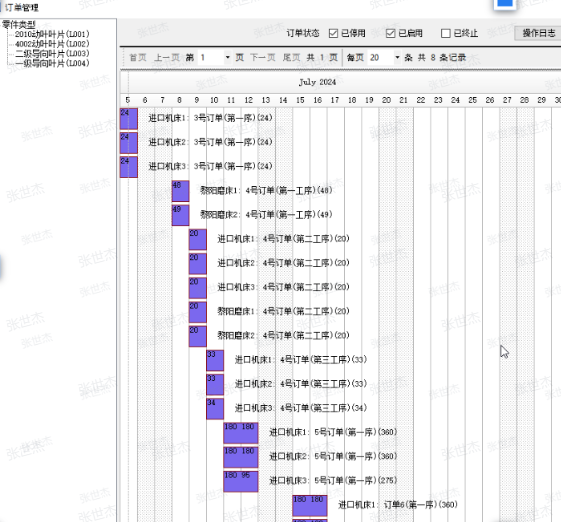 订单管理
零件类型
2010动叶叶片(L001)
4002动叶叶片(L002)
二级导向叶片(L003)
一级导向叶片(L004)
订单状态 已停用 已启用 已终止 操作日志
首页 上一页 第 1 页 下一页 尾页 共 1 页 每页 20 条 共 8 条记录
July 2024
5 6 7 8 9 10 11 12 13 14 15 16 17 18 19 20 21 22 23 24 25 26 27 28 29 30
24 进口机床1: 3号订单(第一序)(24)
24 进口机床2: 3号订单(第一序)(24)
24 进口机床3: 3号订单(第一序)(24)
48 黎阳磨床1: 4号订单(第一工序)(48)
49 黎阳磨床2: 4号订单(第一工序)(49)
20 进口机床1: 4号订单(第二工序)(20)
20 进口机床2: 4号订单(第二工序)(20)
20 进口机床3: 4号订单(第二工序)(20)
20 黎阳磨床1: 4号订单(第二工序)(20)
20 黎阳磨床2: 4号订单(第二工序)(20)
33 进口机床1: 4号订单(第三工序)(33)
33 进口机床2: 4号订单(第三工序)(33)
34 进口机床3: 4号订单(第三工序)(34)
180 180 进口机床1: 5号订单(第一序)(360)
180 180 进口机床2: 5号订单(第一序)(360)
180 95 进口机床3: 5号订单(第一序)(275)
180 180 进口机床1: 订单6(第一序)(360)
张世杰